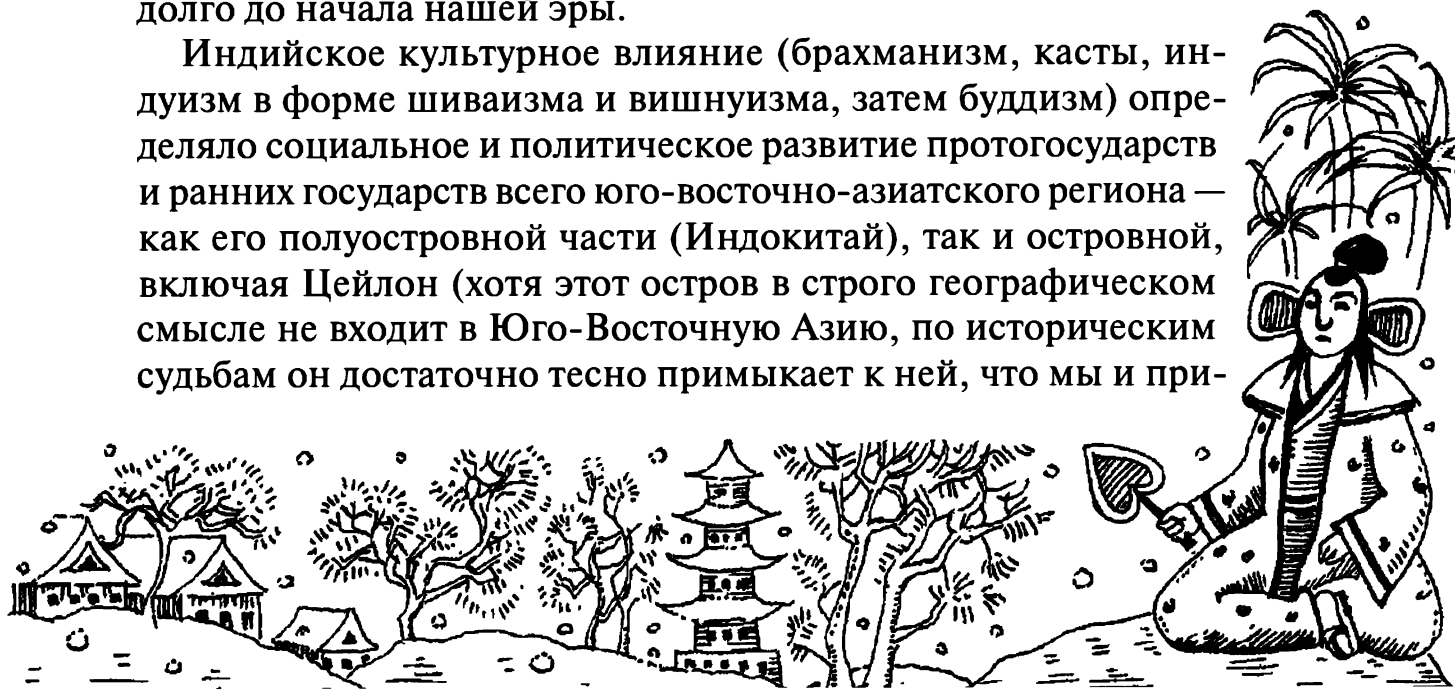 долго до начала нашей эры.
Индийское культурное влияние (брахманизм, касты, ин-
дуизм в форме шиваизма и вишнуизма, затем буддизм) опре-
деляло социальное и политическое развитие протогосударств
и ранних государств всего юго-восточно-азиатского региона —
как его полуостровной части (Индокитай), так и островной,
включая Цейлон (хотя этот остров в строго географическом
смысле не входит в Юго-Восточную Азию, по историческим
судьбам он достаточно тесно примыкает к ней, что мы и при-